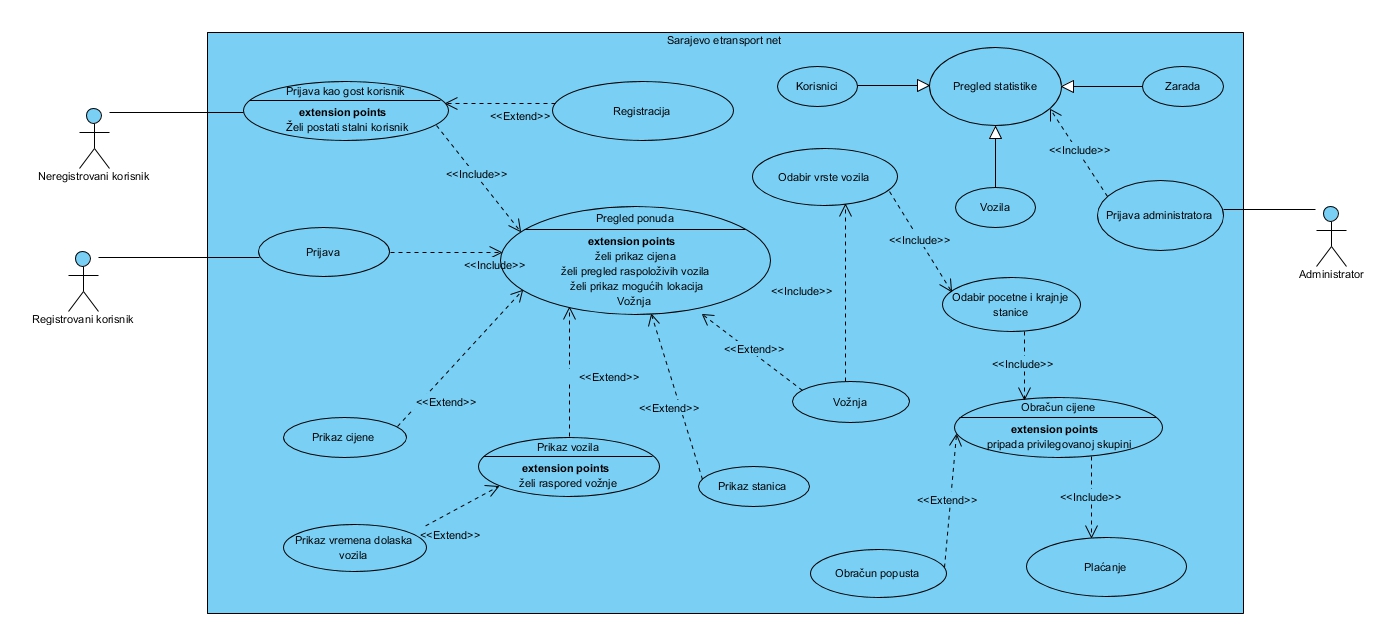 Sarajevo etransport net
Prijava kao gost korisnik
extension points
Želi postati stalni korisnik
<<Extend>>
Registracija
Korisnici
Pregled statistike
Zarada
Neregistrovani korisnik
<<Include>>
Odabir vrste vozila
<<Include>>
Vozila
Prijava administratora
Administrator
Prijava
<<Include>>
Registrovani korisnik
Pregled ponuda
extension points
želi prikaz cijena
želi pregled raspoloživih vozila
želi prikaz mogućih lokacija
Vožnja
<<Include>>
<<Include>>
Odabir pocetne i krajnje
stanice
<<Extend>>
<<Include>>
<<Extend>>
<<Extend>>
<<Extend>>
Vožnja
Obračun cijene
extension points
pripada privilegovanoj skupini
Prikaz cijene
Prikaz vozila
extension points
želi raspored vožnje
Prikaz stanica
<<Extend>>
<<Include>>
Prikaz vremena dolaska
vozila
<<Extend>>
Obračun popusta
Plaćanje